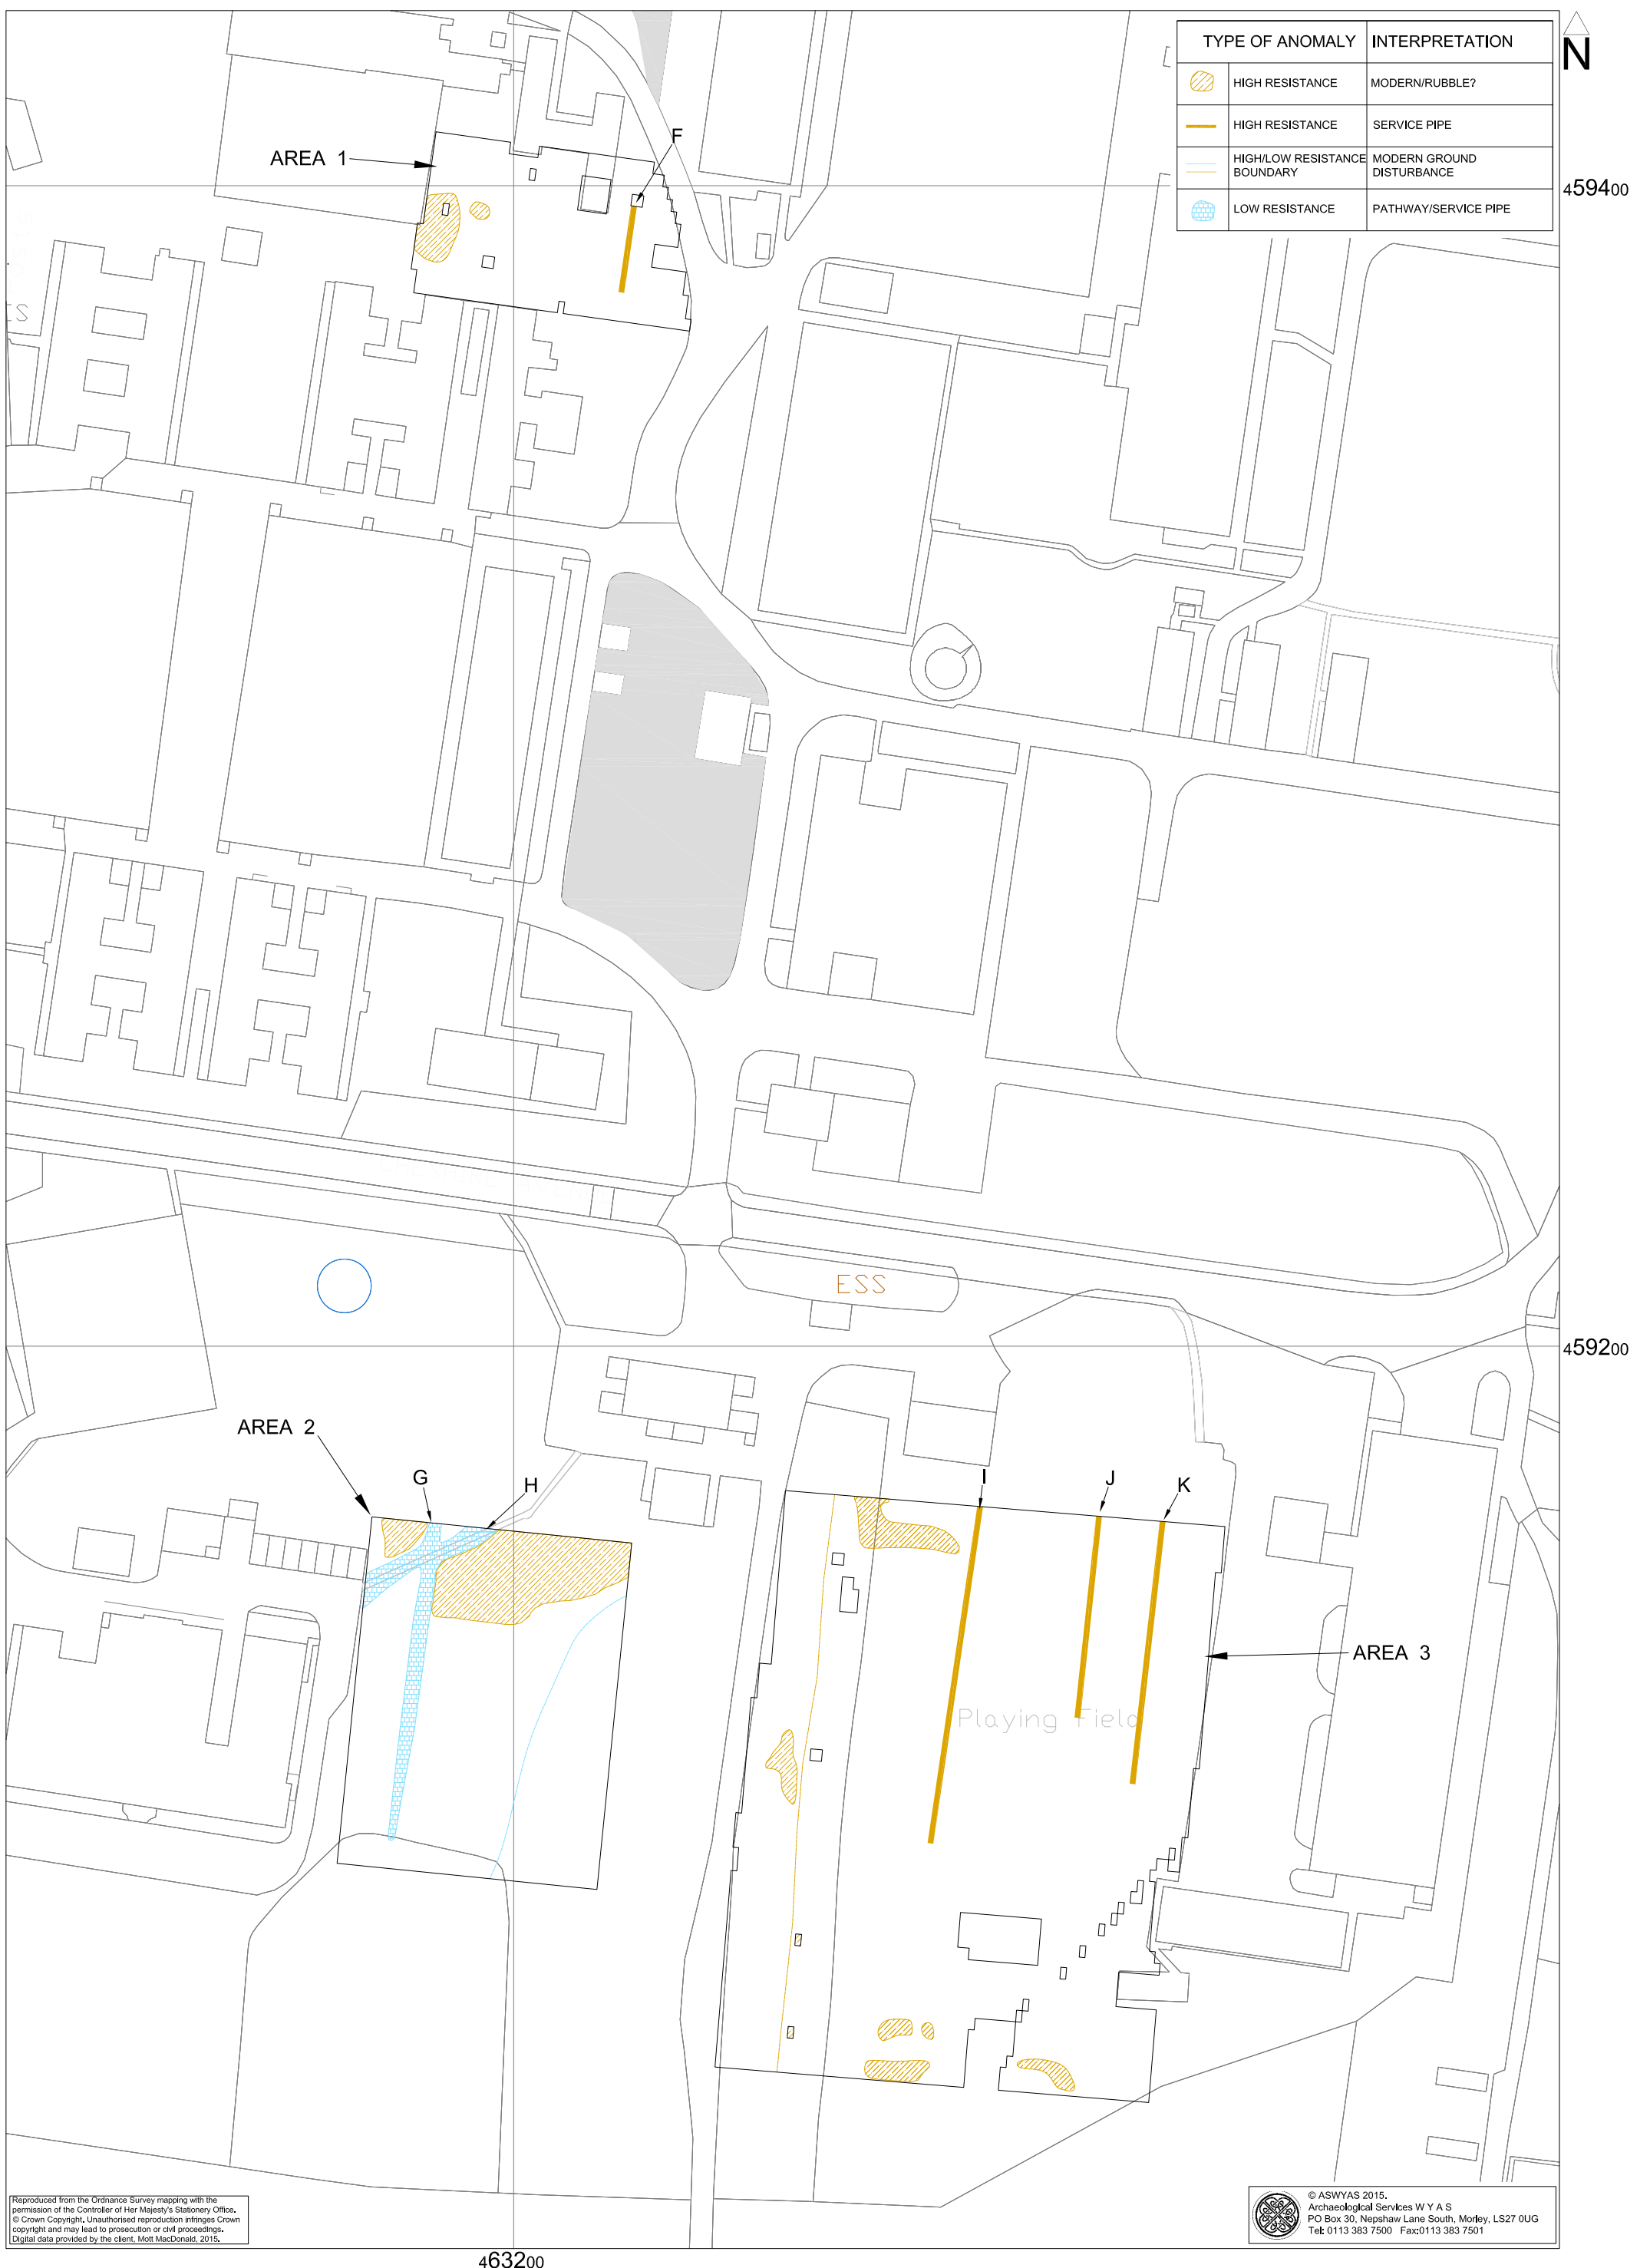 TYPE OF ANOMALY INTERPRETATION
HIGH RESISTANCE MODERN/RUBBLE?
HIGH RESISTANCE SERVICE PIPE
HIGH/LOW RESISTANCE BOUNDARY MODERN GROUND DISTURBANCE
LOW RESISTANCE PATHWAY/SERVICE PIPE
N
F
AREA 1
459400
ES
ESS
459200
AREA 2
G
H
I
J
K
AREA 3
Playing Field
Reproduced from the Ordnance Survey mapping with the
permission of the Controller of Her Majesty's Stationery Office.
© Crown Copyright. Unauthorised reproduction infringes Crown
copyright and may lead to prosecution or civil proceedings.
Digital data provided by the client, Mott MacDonald, 2015.
© ASWYAS 2015.
Archaeological Services W Y A S
PO Box 30, Nepshaw Lane South, Morley, LS27 0UG
Tel: 0113 383 7500 Fax:0113 383 7501
463200